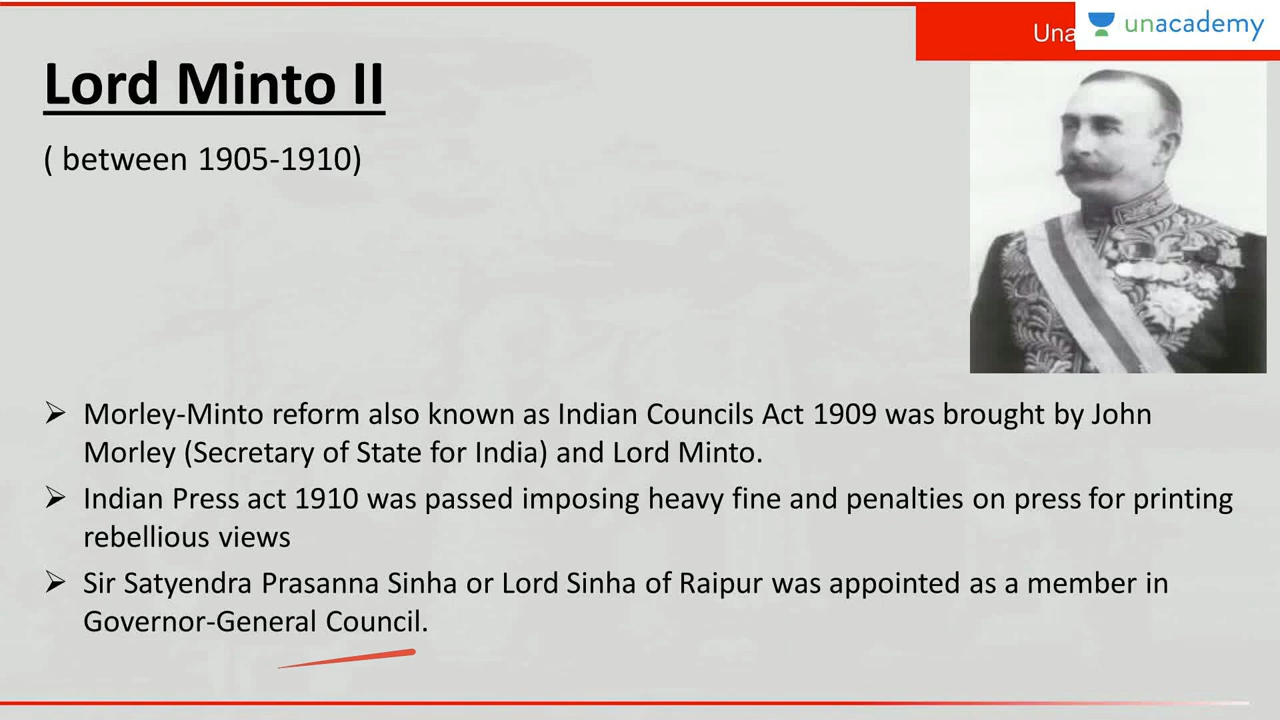 Una
unacademy
Lord Minto II
( between 1905-1910)
➢ Morley-Minto reform also known as Indian Councils Act 1909 was brought by John
Morley (Secretary of State for India) and Lord Minto.
➢ Indian Press act 1910 was passed imposing heavy fine and penalties on press for printing
rebellious views
➢ Sir Satyendra Prasanna Sinha or Lord Sinha of Raipur was appointed as a member in
Governor-General Council.